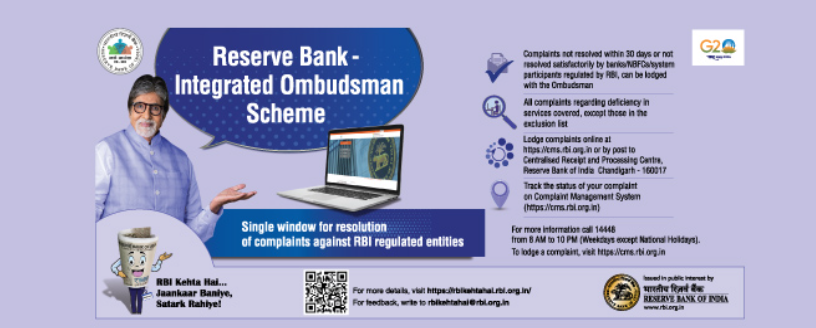 Reserve Bank -
Integrated Ombudsman
Scheme
Single window for resolution
of complaints against RBI regulated entities
RBI Kehta Hai...
Jaankaar Baniye,
Satark Rahiye!
Complaints not resolved within 30 days or not
resolved satisfactorily by banks/NBFCs/system
participants regulated by RBI, can be lodged
with the Ombudsman
All complaints regarding deficiency in
services covered, except those in the
exclusion list
Lodge complaints online at
https://cms.rbi.org.in or by post to
Centralised Receipt and Processing Centre,
Reserve Bank of India Chandigarh - 160017
Track the status of your complaint
on Complaint Management System
(https://cms.rbi.org.in)
For more information call 14448
from 8 AM to 10 PM (Weekdays except National Holidays).
To lodge a complaint, visit https://cms.rbi.org.in
G20
For more details, visit https://rbikehtahai.rbi.org.in/
For feedback, write to rbikehtahai@rbi.org.in
Issued in public interest by
भारतीय रिज़र्व बैंक
RESERVE BANK OF INDIA
www.rbi.org.in